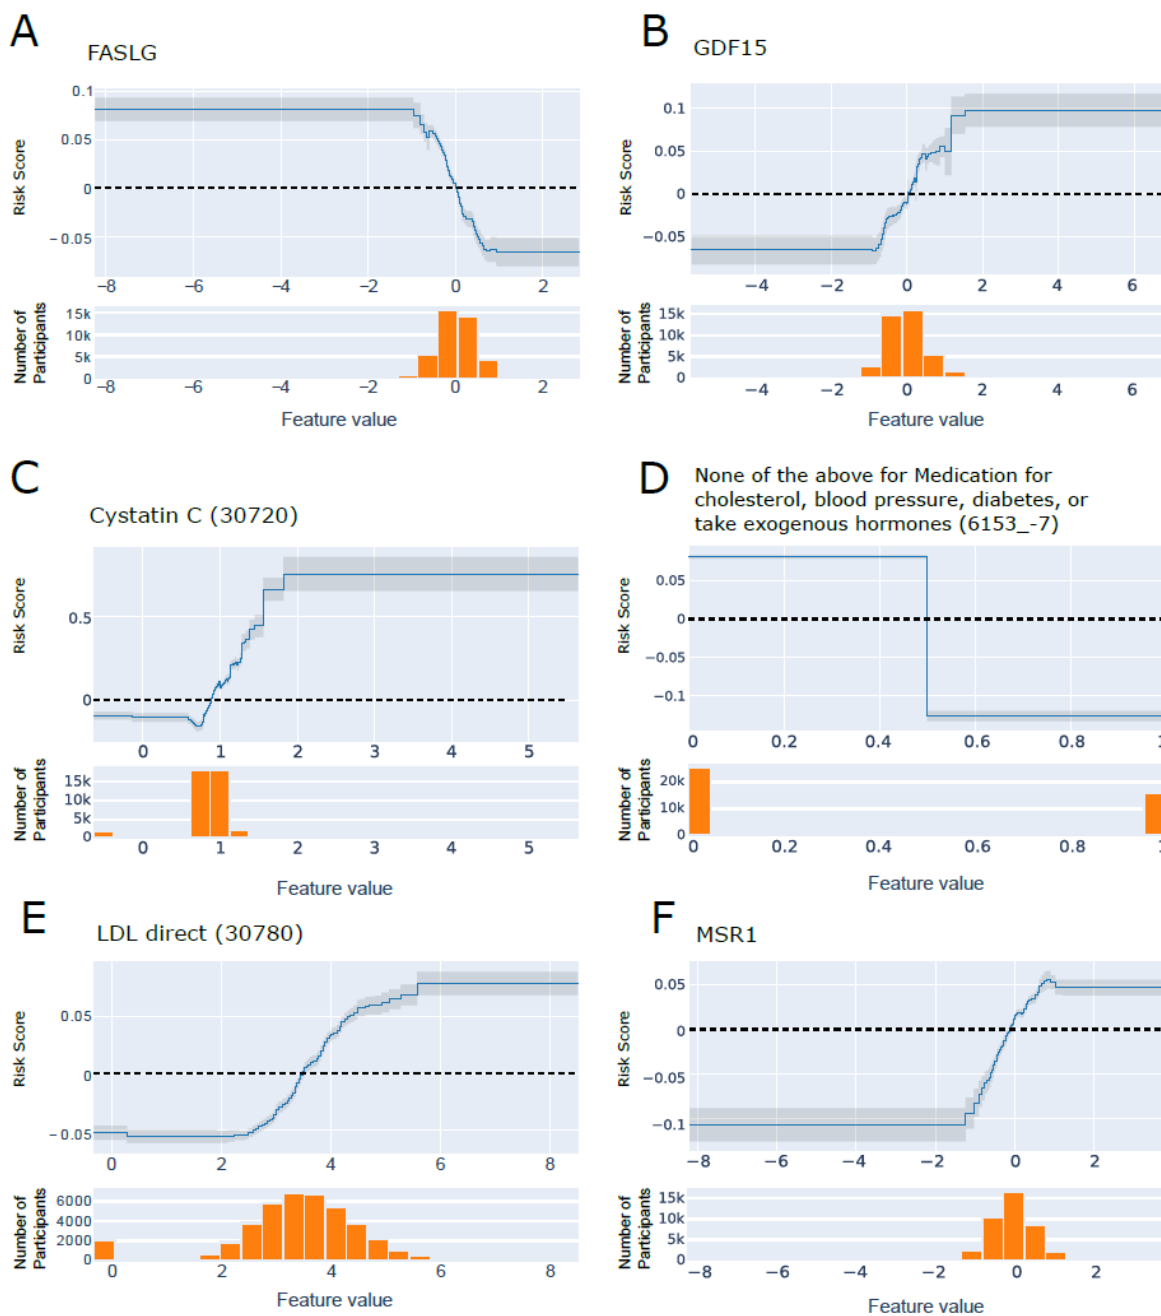 A
FASLG
Risk Score
0.1
0.05
0
−0.05
−8 −6 −4 −2 0 2
Number of
Participants
15k
10k
5k
0
−8 −6 −4 −2 0 2
Feature value
B
GDF15
Risk Score
0.1
0.05
0
−0.05
−4 −2 0 2 4 6
Number of
Participants
15k
10k
5k
0
−4 −2 0 2 4 6
Feature value
C
Cystatin C (30720)
Risk Score
0.5
0
0 1 2 3 4 5
Number of
Participants
15k
10k
5k
0
0 1 2 3 4 5
Feature value
D
None of the above for Medication for
cholesterol, blood pressure, diabetes, or
take exogenous hormones (6153_-7)
Risk Score
0.05
0
−0.05
−0.1
0 0.2 0.4 0.6 0.8 1
Number of
Participants
20k
10k
0
0 0.2 0.4 0.6 0.8 1
Feature value
E
LDL direct (30780)
Risk Score
0.05
0
−0.05
0 2 4 6 8
Number of
Participants
6000
4000
2000
0
0 2 4 6 8
Feature value
F
MSR1
Risk Score
0.05
0
−0.05
−0.1
−8 −6 −4 −2 0 2
Number of
Participants
15k
10k
5k
0
−8 −6 −4 −2 0 2
Feature value